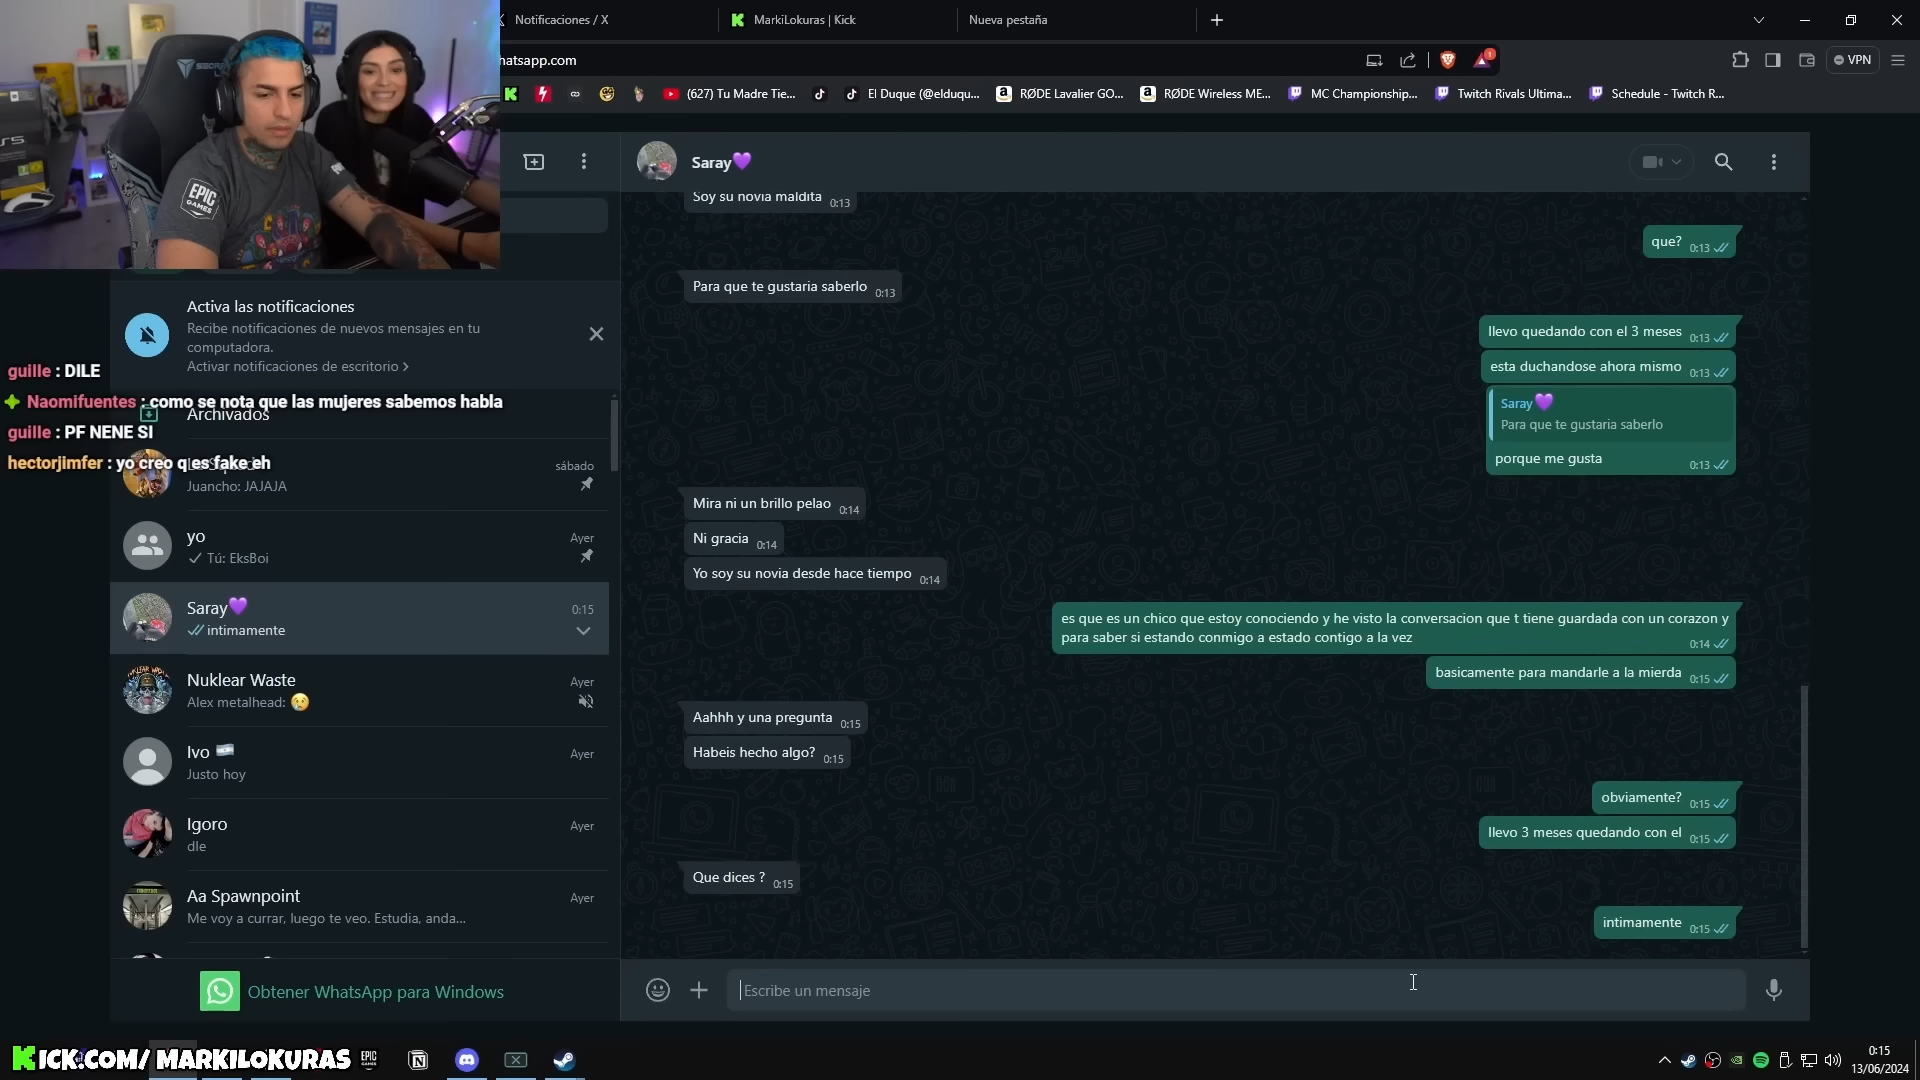 Notificaciones / X
MarkiLokuras | Kick
Nueva pestaña
hatsapp.com
1
VPN
(627) Tu Madre Tie...
El Duque (@elduqu...
RØDE Lavalier GO...
RØDE Wireless ME...
MC Championship...
Twitch Rivals Ultima...
Schedule - Twitch R...
EPIC
GAMES
Saray💜
Soy su novia maldita 0:13
que? 0:13
Para que te gustaria saberlo 0:13
llevo quedando con el 3 meses 0:13
esta duchandose ahora mismo 0:13
Saray💜
Para que te gustaria saberlo
porque me gusta 0:13
Mira ni un brillo pelao 0:14
Ni gracia 0:14
Yo soy su novia desde hace tiempo 0:14
es que es un chico que estoy conociendo y he visto la conversacion que t tiene guardada con un corazon y
para saber si estando conmigo a estado contigo a la vez 0:14
basicamente para mandarle a la mierda 0:15
Aahhh y una pregunta 0:15
Habeis hecho algo? 0:15
obviamente? 0:15
llevo 3 meses quedando con el 0:15
Que dices ? 0:15
intimamente 0:15
Escribe un mensaje
Activa las notificaciones
Recibe notificaciones de nuevos mensajes en tu
computadora.
Activar notificaciones de escritorio >
guille : DILE
Naomifuentes : como se nota que las mujeres sabemos habla
Archivados
guille : PF NENE SI
hectorjimfer : yo creo q es fake eh
sábado
Juancho: JAJAJA
yo
Ayer
Tú: EksBoi
Saray💜
0:15
intimamente
Nuklear Waste
Ayer
Alex metalhead: 😢
Ivo 🇦🇷
Ayer
Justo hoy
Igoro
Ayer
dle
Aa Spawnpoint
Ayer
Me voy a currar, luego te veo. Estudia, anda...
Obtener WhatsApp para Windows
KICK.COM/ MARKILOKURAS
EPIC
GAMES
0:15
13/06/2024